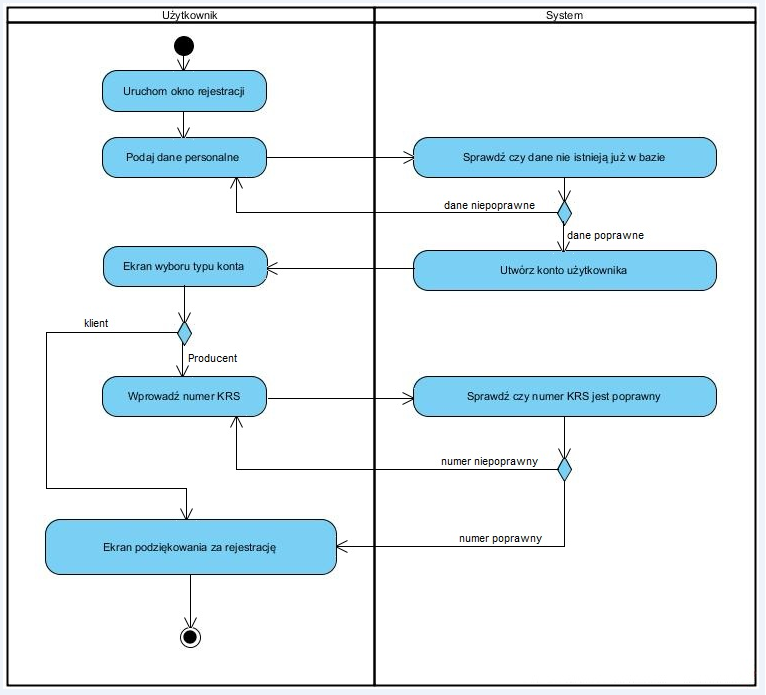 Użytkownik
System
Uruchom okno rejestracji
Podaj dane personalne
Sprawdź czy dane nie istnieją już w bazie
dane niepoprawne
dane poprawne
Ekran wyboru typu konta
Utwórz konto użytkownika
klient
Producent
Wprowadź numer KRS
Sprawdź czy numer KRS jest poprawny
numer niepoprawny
numer poprawny
Ekran podziękowania za rejestrację